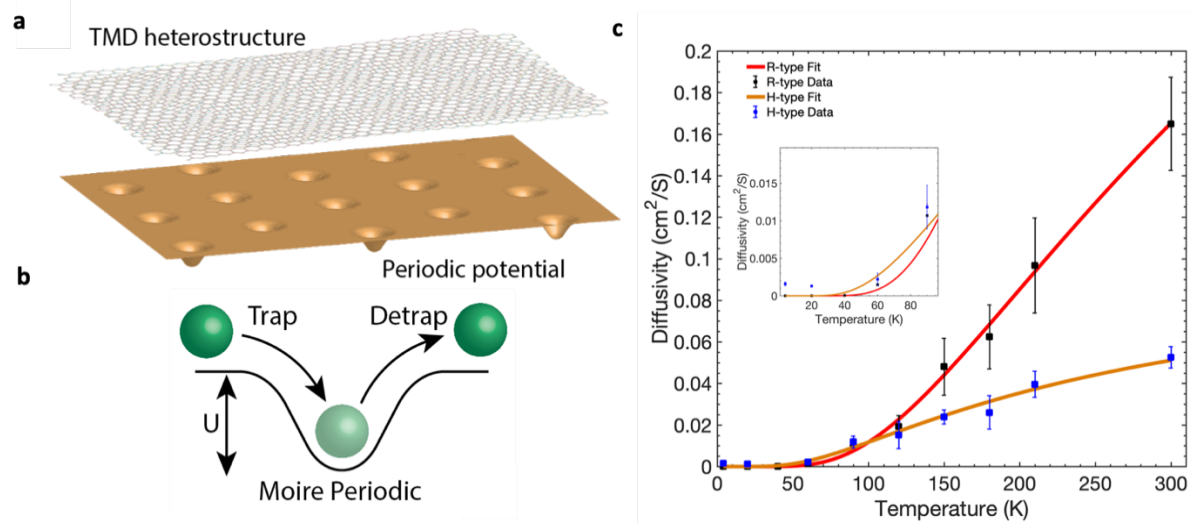 a
TMD heterostructure
Periodic potential
b
Trap
Detrap
U
Moire Periodic
c
0.2
0.18
0.16
0.14
0.12
0.1
0.08
0.06
0.04
0.02
0
Diffusivity (cm²/S)
R-type Fit
R-type Data
H-type Fit
H-type Data
0.015
0.01
0.005
0
Diffusivity (cm²/S)
20 40 60 80
Temperature (K)
0 50 100 150 200 250 300
Temperature (K)